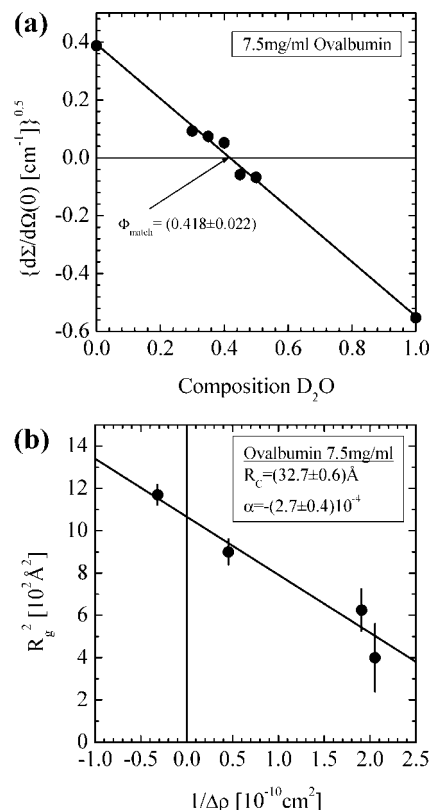 (a)
7.5mg/ml Ovalbumin
{dΣ/dΩ(0) [cm⁻¹]}⁰·⁵
0.4
0.2
0.0
-0.2
-0.4
-0.6
Φmatch= (0.418±0.022)
0.0 0.2 0.4 0.6 0.8 1.0
Composition D₂O
(b)
Ovalbumin 7.5mg/ml
R_C=(32.7±0.6)Å
α=-(2.7±0.4)10⁻⁴
R_g² [10²Å²]
14
12
10
8
6
4
2
0
-1.0 -0.5 0.0 0.5 1.0 1.5 2.0 2.5
1/Δρ [10⁻¹⁰cm²]